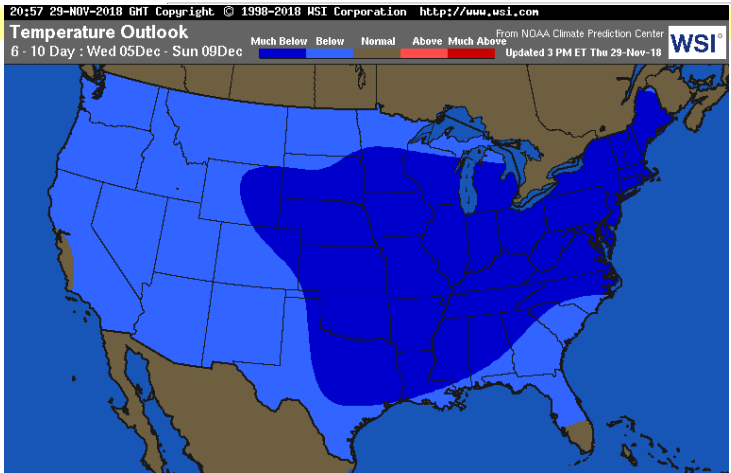 20:57 29-NOV-2018 GMT Copyright © 1998-2018 WSI Corporation http://www.wsi.com
Temperature Outlook
From NOAA Climate Prediction Center
6 - 10 Day : Wed 05Dec - Sun 09Dec
Much Below Below Normal Above Much Above
Updated 3 PM ET Thu 29-Nov-18
WSI®